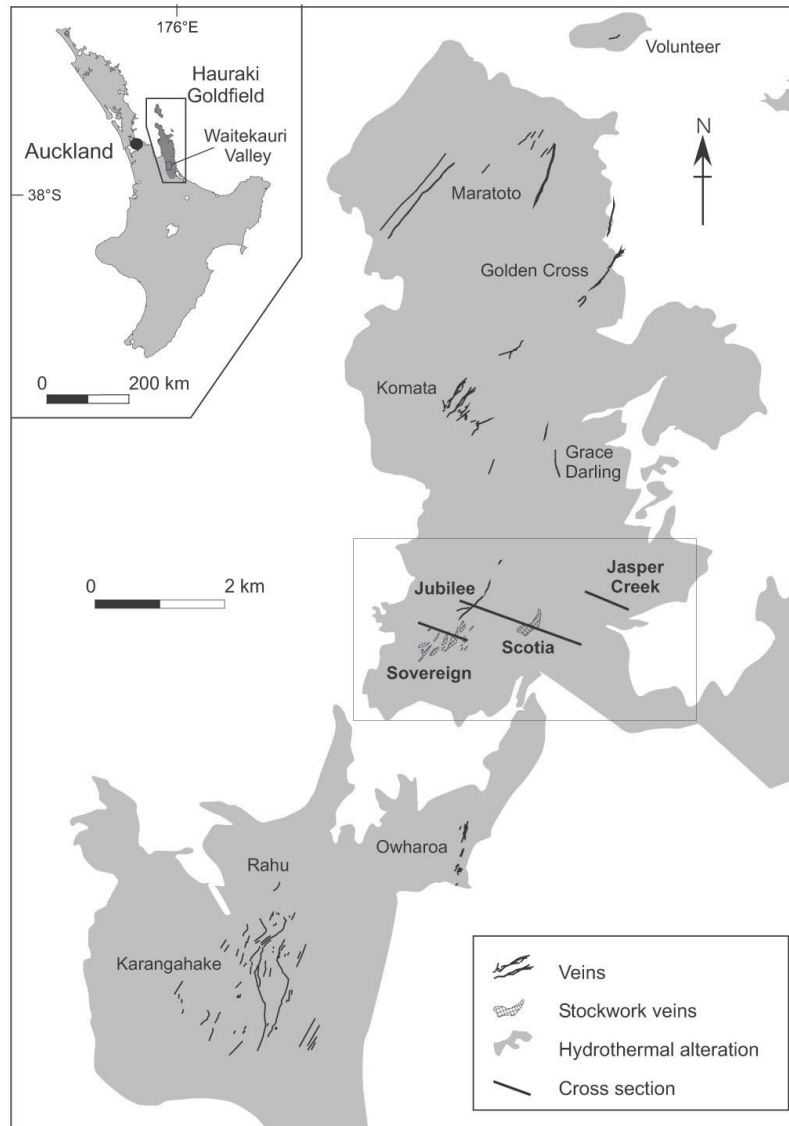 176°E
Hauraki
Goldfield
Waitekauri
Valley
Auckland
38°S
0 200 km
Volunteer
N
Maratoto
Golden Cross
Komata
Grace
Darling
0 2 km
Jubilee
Jasper
Creek
Scotia
Sovereign
Owharoa
Rahu
Karangahake
Veins
Stockwork veins
Hydrothermal alteration
Cross section